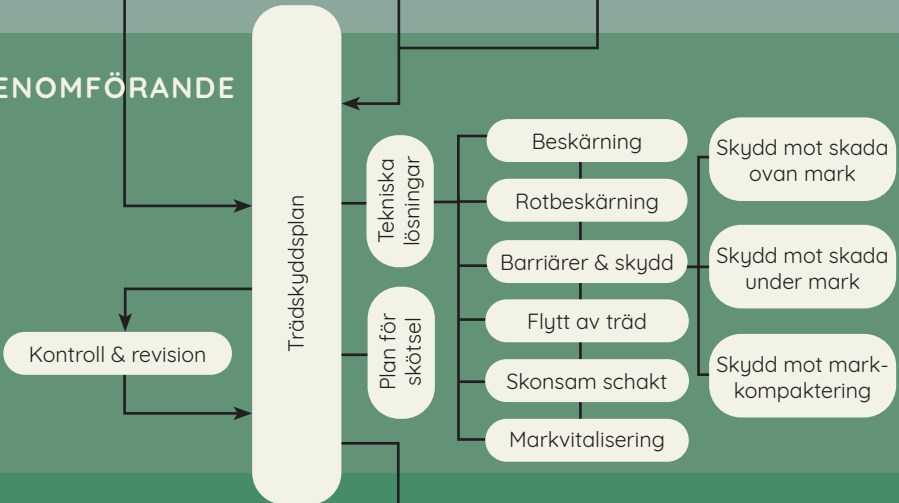 ENOMFÖRANDE
Trädskyddsplan
Kontroll & revision
Tekniska
lösningar
Plan för
skötsel
Beskärning
Rotbeskärning
Barriärer & skydd
Flytt av träd
Skonsam schakt
Markvitalisering
Skydd mot skada
ovan mark
Skydd mot skada
under mark
Skydd mot mark-
kompaktering